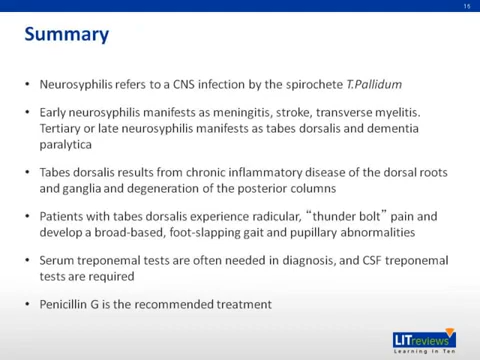 16
Summary
• Neurosyphilis refers to a CNS infection by the spirochete T.Pallidum
• Early neurosyphilis manifests as meningitis, stroke, transverse myelitis.
Tertiary or late neurosyphilis manifests as tabes dorsalis and dementia
paralytica
• Tabes dorsalis results from chronic inflammatory disease of the dorsal roots
and ganglia and degeneration of the posterior columns
• Patients with tabes dorsalis experience radicular, “thunder bolt” pain and
develop a broad-based, foot-slapping gait and pupillary abnormalities
• Serum treponemal tests are often needed in diagnosis, and CSF treponemal
tests are required
• Penicillin G is the recommended treatment
LITreviews
Learning in Ten